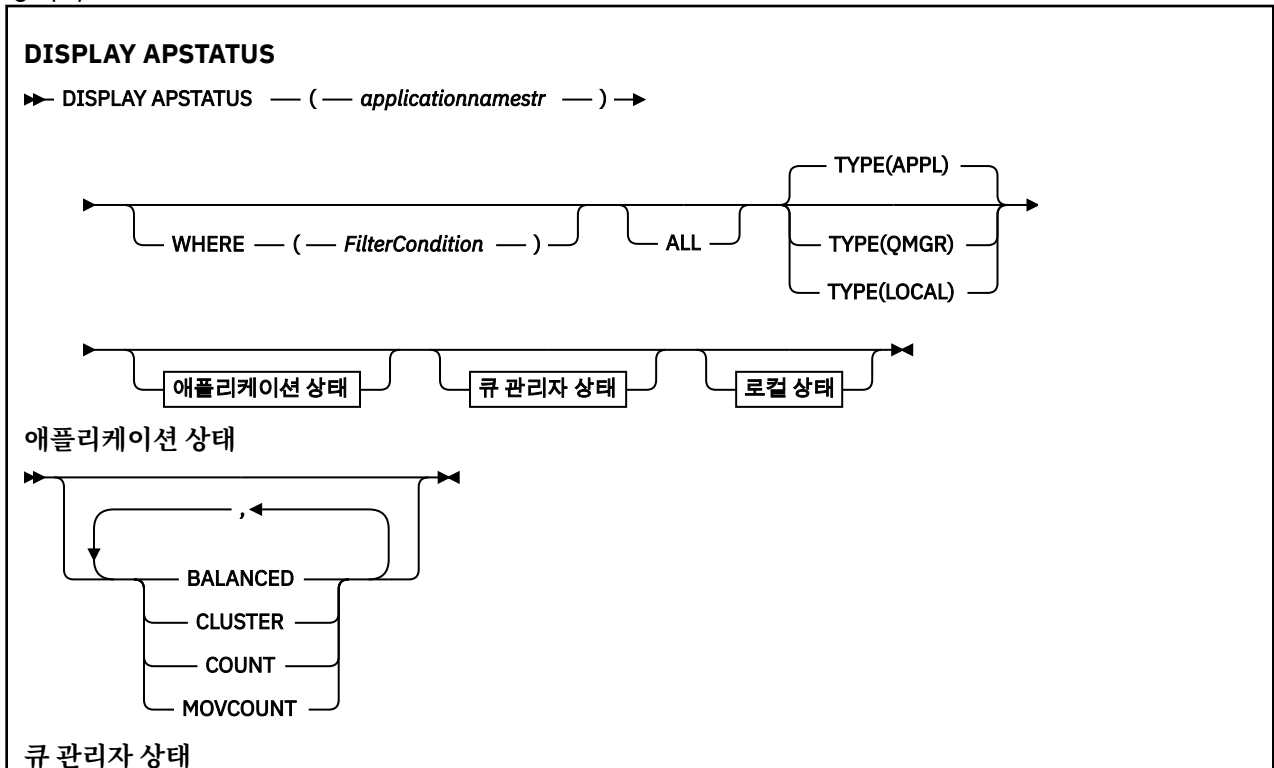 DISPLAY APSTATUS
DISPLAY APSTATUS ( applicationnamestr )
TYPE(APPL)
WHERE ( FilterCondition ) ALL TYPE(QMGR)
TYPE(LOCAL)
애플리케이션 상태 큐 관리자 상태 로컬 상태
애플리케이션 상태
,
BALANCED
CLUSTER
COUNT
MOVCOUNT
큐 관리자 상태